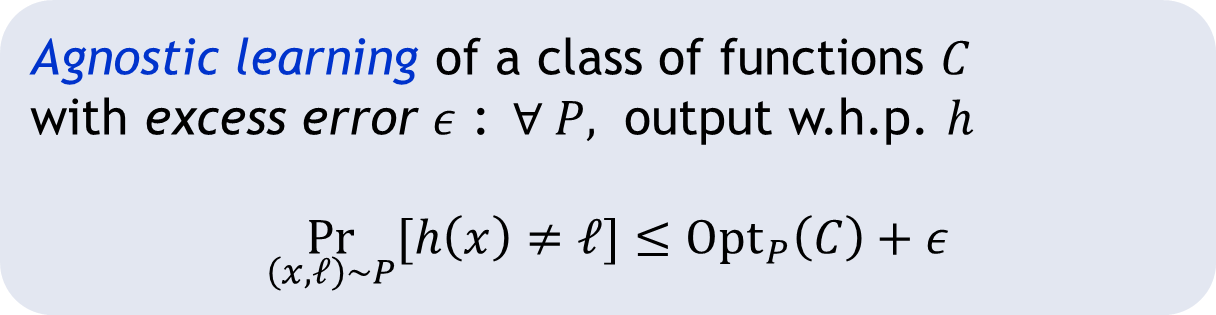 Agnostic learning of a class of functions C
with excess error ϵ : ∀ P, output w.h.p. h
Pr [h(x) ≠ ℓ] ≤ Opt_P(C) + ϵ
(x,ℓ)~P